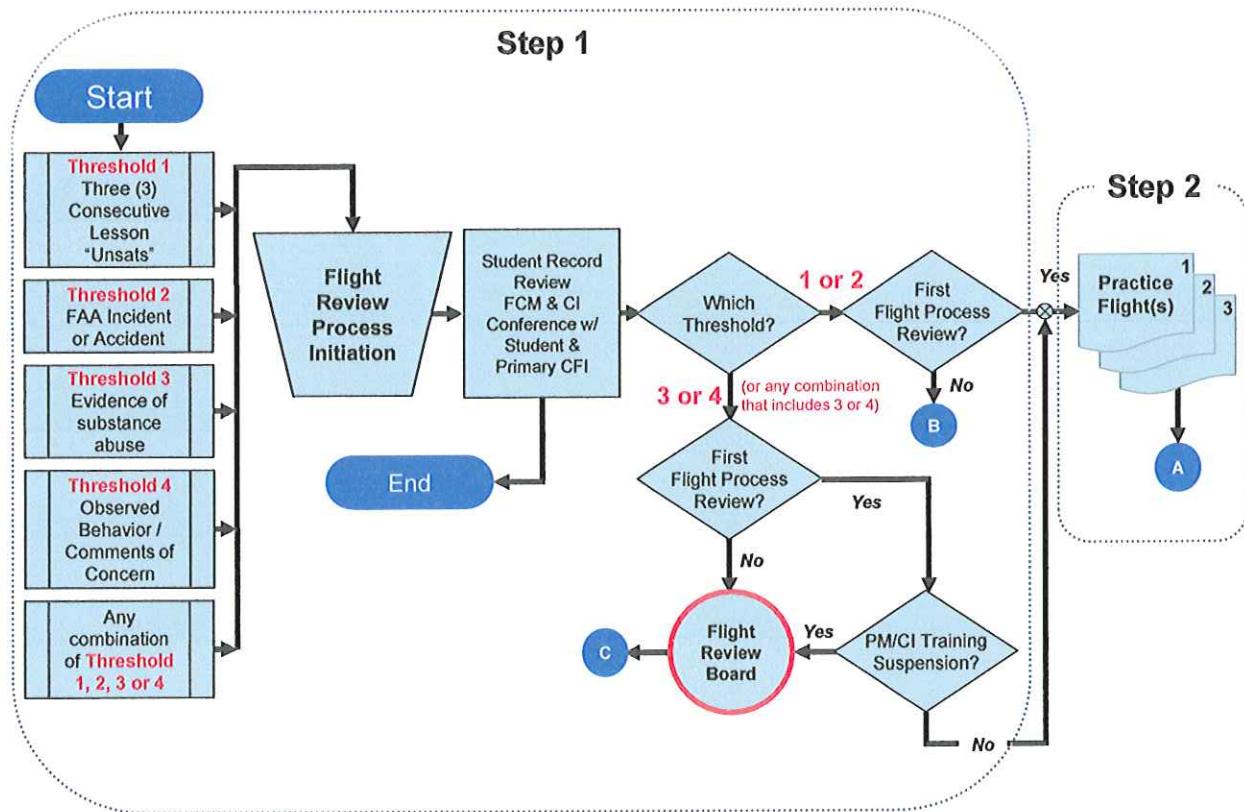 Step 1
Start
Threshold 1
Three (3)
Consecutive
Lesson
"Unsats"
Threshold 2
FAA Incident
or Accident
Threshold 3
Evidence of
substance
abuse
Threshold 4
Observed
Behavior /
Comments of
Concern
Any
combination
of Threshold
1, 2, 3 or 4
Flight
Review
Process
Initiation
Student Record
Review
FCM & CI
Conference w/
Student &
Primary CFI
End
Which
Threshold?
1 or 2
First
Flight Process
Review?
No
B
3 or 4
(or any combination
that includes 3 or 4)
First
Flight Process
Review?
Yes
No
Flight
Review
Board
C
Yes
PM/CI Training
Suspension?
No
Step 2
Yes
Practice
Flight(s)
1
2
3
A